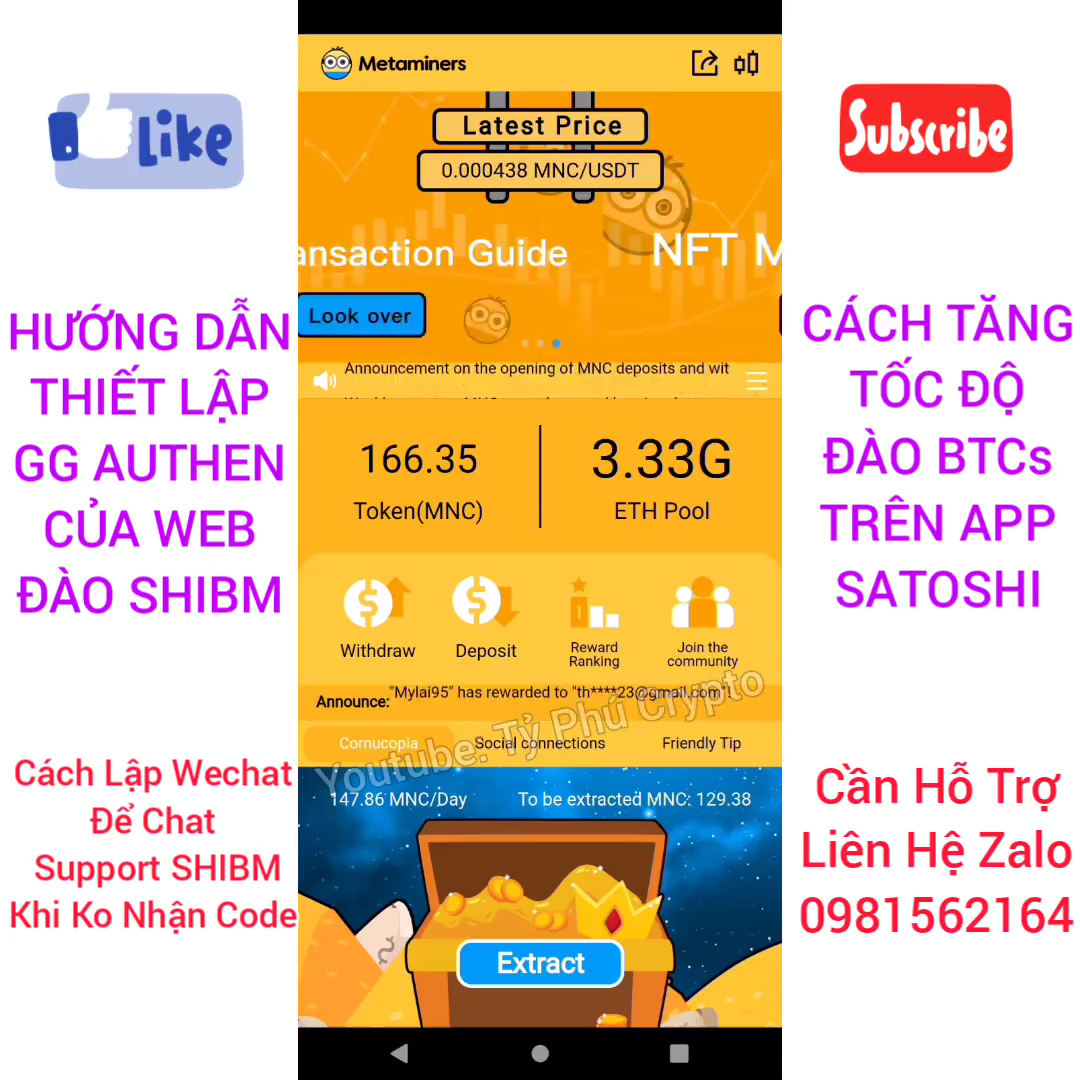 Like
HƯỚNG DẪN
THIẾT LẬP
GG AUTHEN
CỦA WEB
ĐÀO SHIBM
Cách Lập Wechat
Để Chat
Support SHIBM
Khi Ko Nhận Code
Metaminers
Latest Price
0.000438 MNC/USDT
ansaction Guide
NFT M
Look over
Announcement on the opening of MNC deposits and wit
166.35
Token(MNC)
3.33G
ETH Pool
Withdraw
Deposit
Reward
Ranking
Join the
community
Announce:
"Mylai95" has rewarded to "th****23@gmail.com"!
Youtube: Tỷ Phú Crypto
Cornucopia
Social connections
Friendly Tip
147.86 MNC/Day
To be extracted MNC: 129.38
Extract
Subscribe
CÁCH TĂNG
TỐC ĐỘ
ĐÀO BTCs
TRÊN APP
SATOSHI
Cần Hỗ Trợ
Liên Hệ Zalo
0981562164